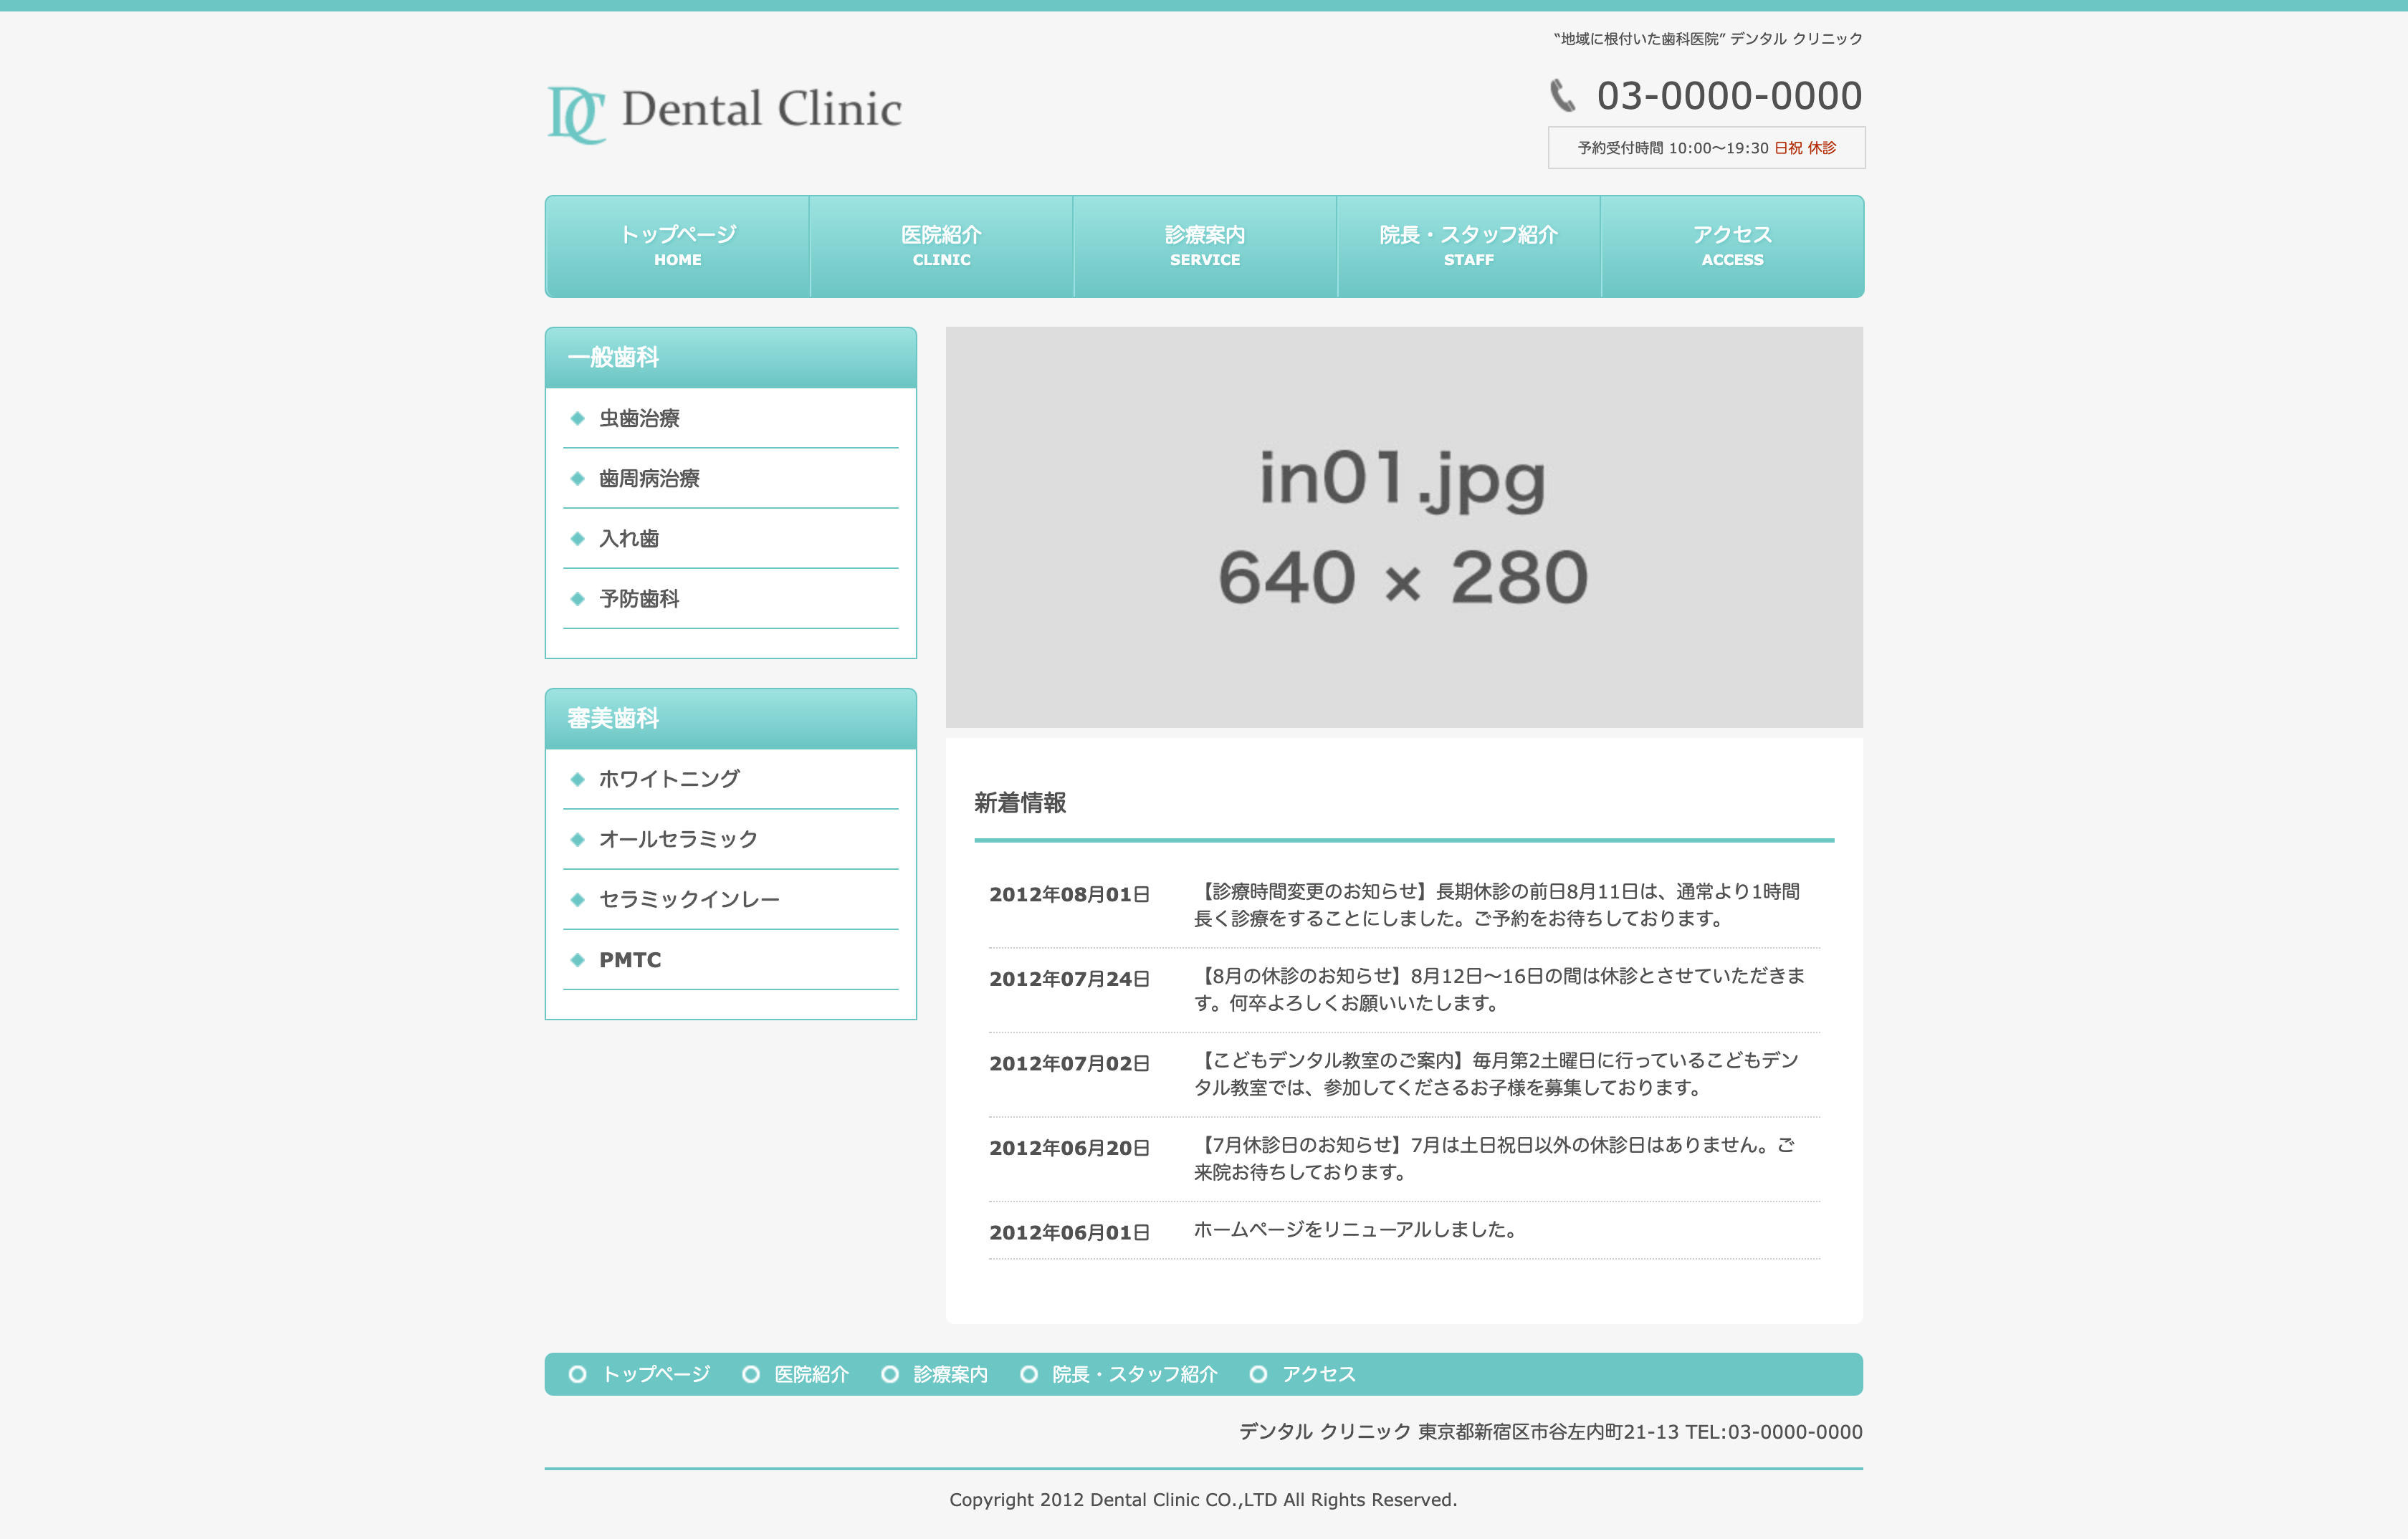 “地域に根付いた歯科医院” デンタル クリニック
DC Dental Clinic
03-0000-0000
予約受付時間 10:00～19:30 日祝 休診
トップページ
HOME
医院紹介
CLINIC
診療案内
SERVICE
院長・スタッフ紹介
STAFF
アクセス
ACCESS
一般歯科
虫歯治療
歯周病治療
入れ歯
予防歯科
審美歯科
ホワイトニング
オールセラミック
セラミックインレー
PMTC
in01.jpg
640 × 280
新着情報
2012年08月01日
【診療時間変更のお知らせ】長期休診の前日8月11日は、通常より1時間
長く診療をすることにしました。ご予約をお待ちしております。
2012年07月24日
【8月の休診のお知らせ】8月12日～16日の間は休診とさせていただきま
す。何卒よろしくお願いいたします。
2012年07月02日
【こどもデンタル教室のご案内】毎月第2土曜日に行っているこどもデン
タル教室では、参加してくださるお子様を募集しております。
2012年06月20日
【7月休診日のお知らせ】7月は土日祝日以外の休診日はありません。ご
来院お待ちしております。
2012年06月01日
ホームページをリニューアルしました。
トップページ 医院紹介 診療案内 院長・スタッフ紹介 アクセス
デンタル クリニック 東京都新宿区市谷左内町21-13 TEL:03-0000-0000
Copyright 2012 Dental Clinic CO.,LTD All Rights Reserved.